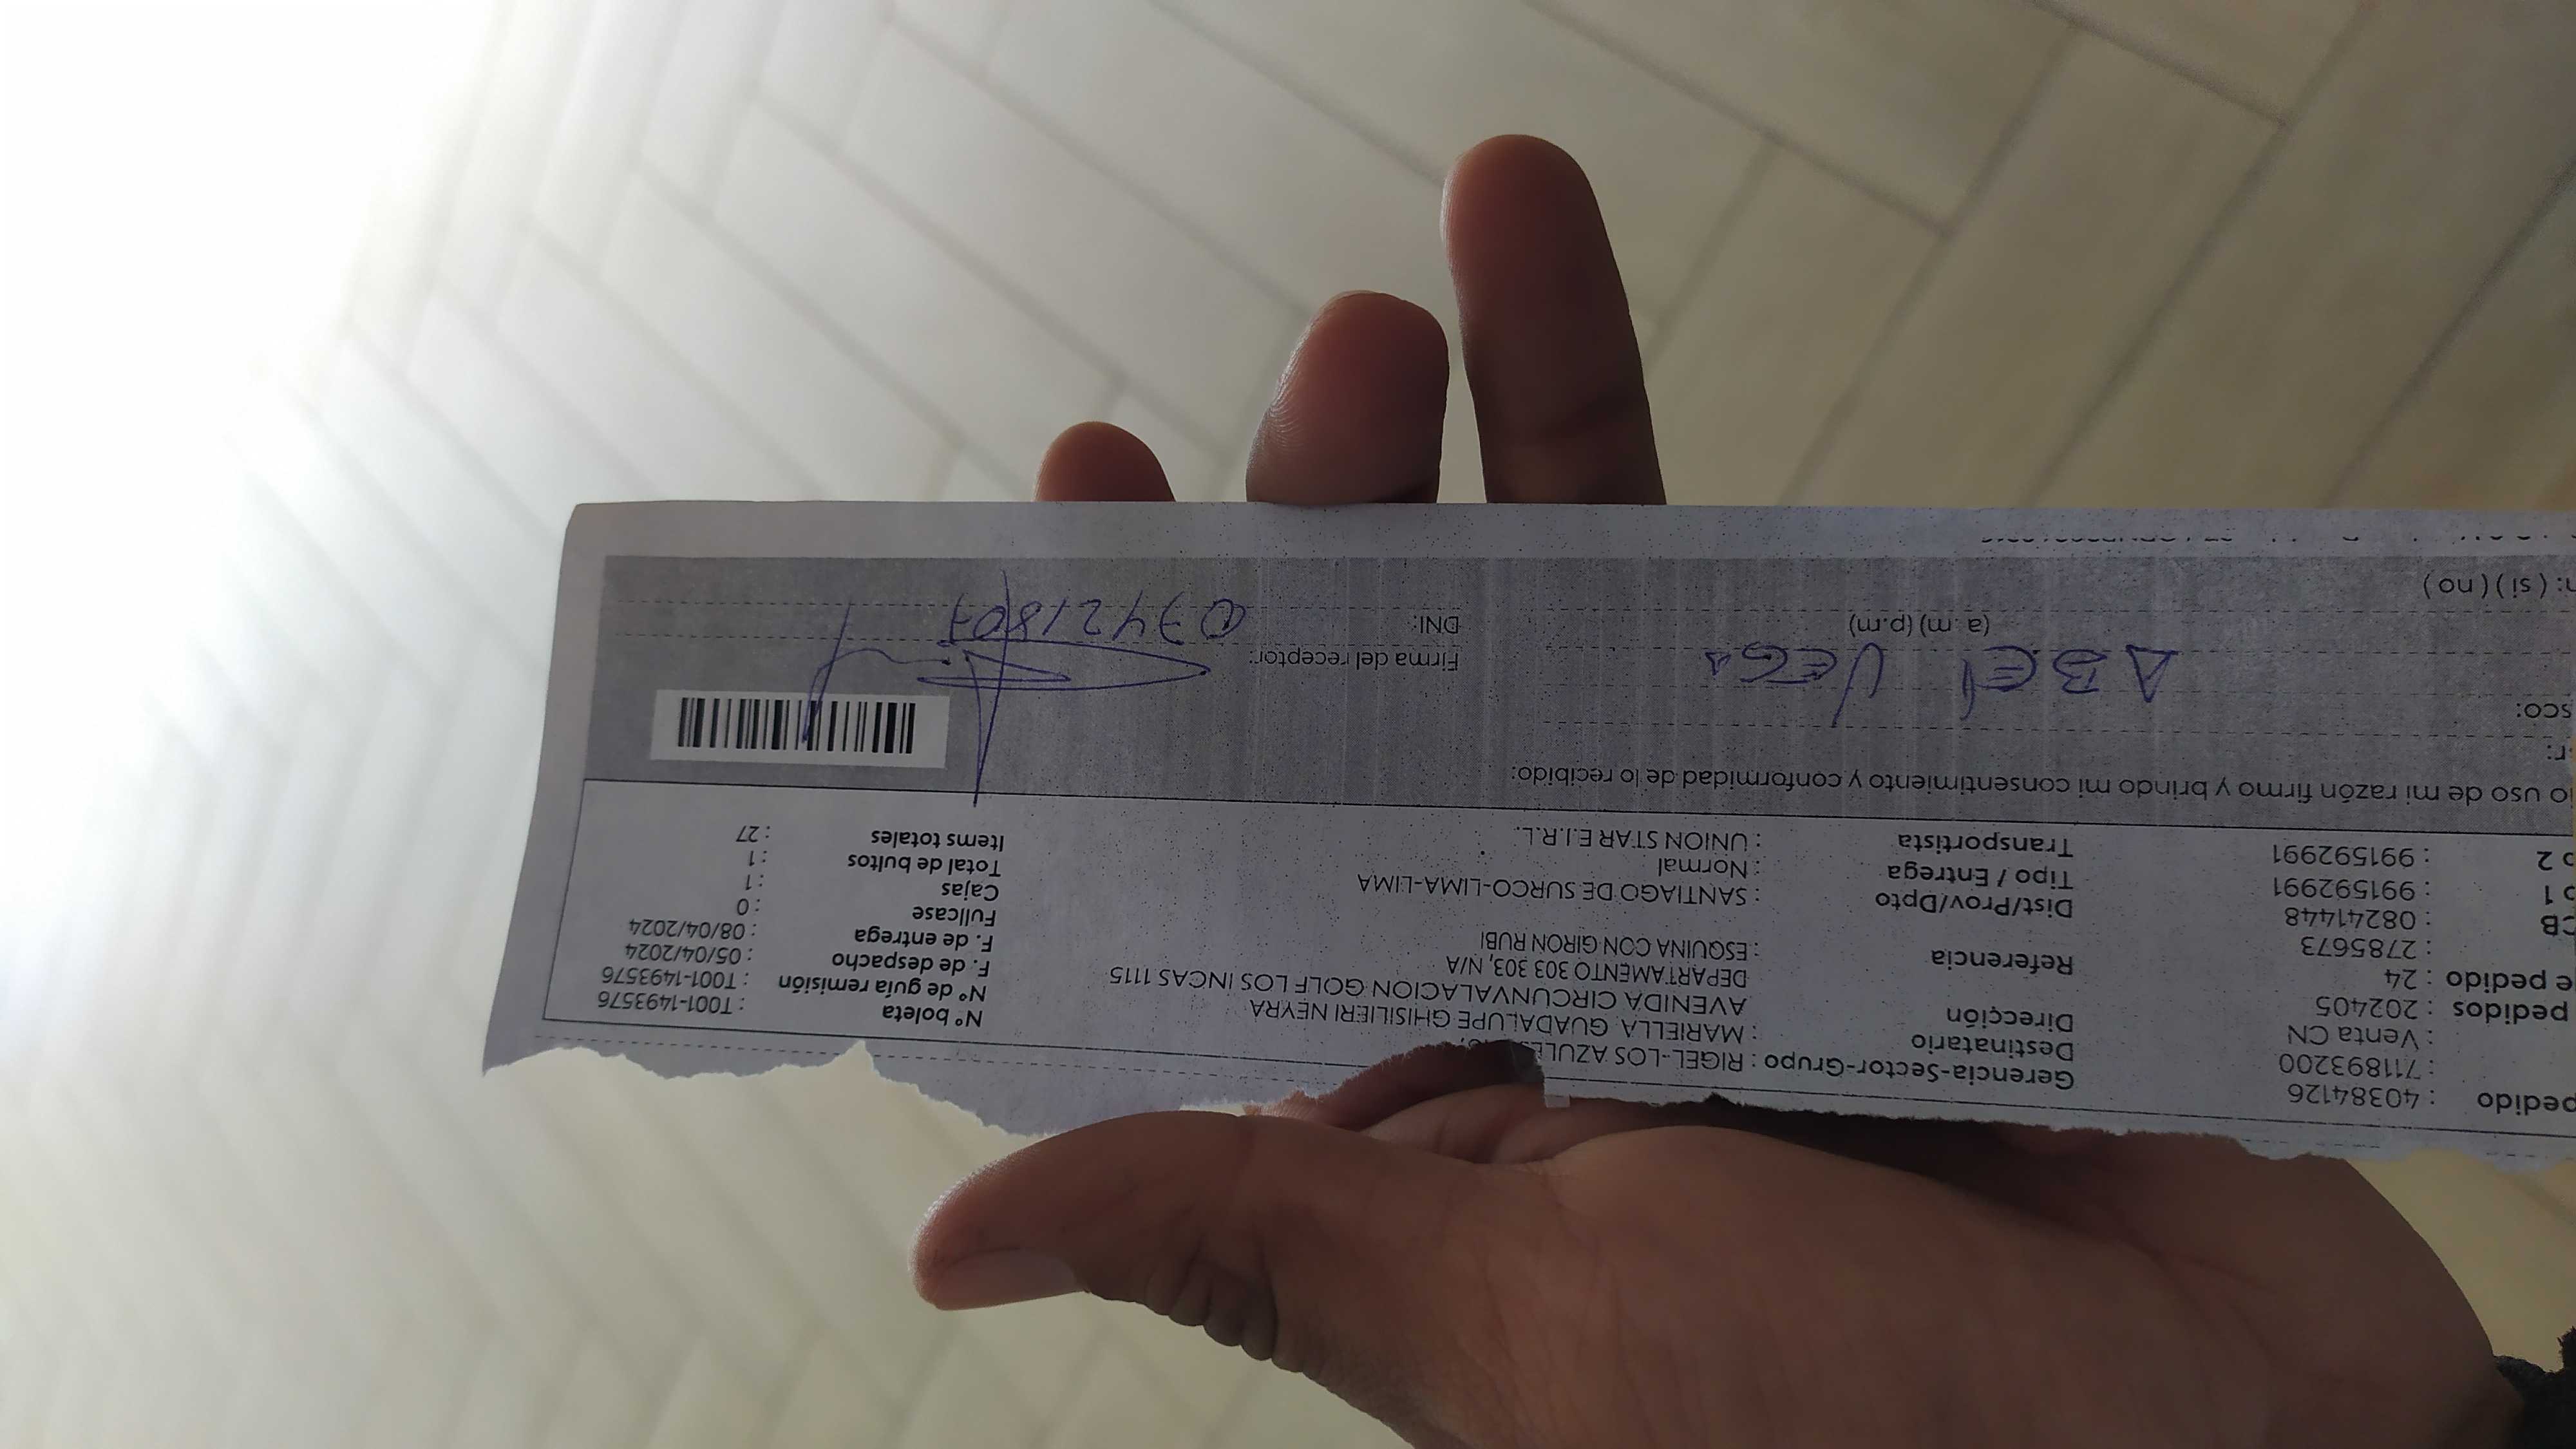 pedido : 40384126
: 711893200
: Venta CN
pedidos : 202405
e pedido : 24
: 2785673
CB : 08241448
o 1 : 991592991
o 2 : 991592991
Gerencia-Sector-Grupo : RIGEL-LOS AZULES
Destinatario : MARIELLA GUADALUPE GHISILIERI NEYRA
Dirección AVENIDA CIRCUNVALACION GOLF LOS INCAS 1115
DEPARTAMENTO 303 303, N/A
Referencia : ESQUINA CON GIRON RUBI
Dist/Prov/Dpto : SANTIAGO DE SURCO-LIMA-LIMA
Tipo / Entrega : Normal
Transportista : UNION STAR E.I.R.L.
N° boleta : T001-1493576
N° de guía remisión : T001-1493576
F. de despacho : 05/04/2024
F. de entrega : 08/04/2024
Fullcase : 0
Cajas : 1
Total de bultos : 1
Items totales : 27
o uso de mi razón firmo y brindo mi consentimiento y conformidad de lo recibido:
r:
sco:
ABEL VEGA
(a. m) (p.m)
Firma del receptor:
DNI:
n: ( si ) ( no )